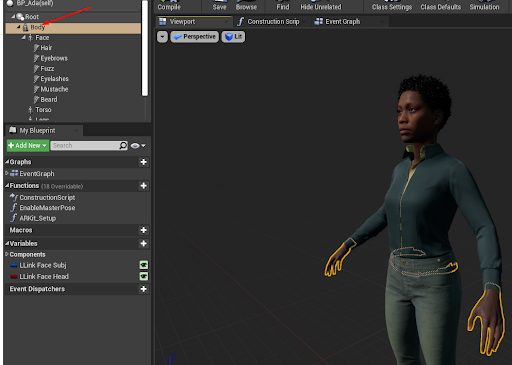 BP_Ada(self)
Root
Body
Face
Hair
Eyebrows
Fuzz
Eyelashes
Mustache
Beard
Torso
Legs
My Blueprint
Add New
Search
Graphs
EventGraph
Functions (18 Overridable)
ConstructionScript
EnableMasterPose
ARKit_Setup
Macros
Variables
Components
LLink Face Subj
LLink Face Head
Event Dispatchers
Compile Save Browse Find Hide Unrelated Class Settings Class Defaults Simulation
Viewport Construction Scrip Event Graph
Perspective Lit